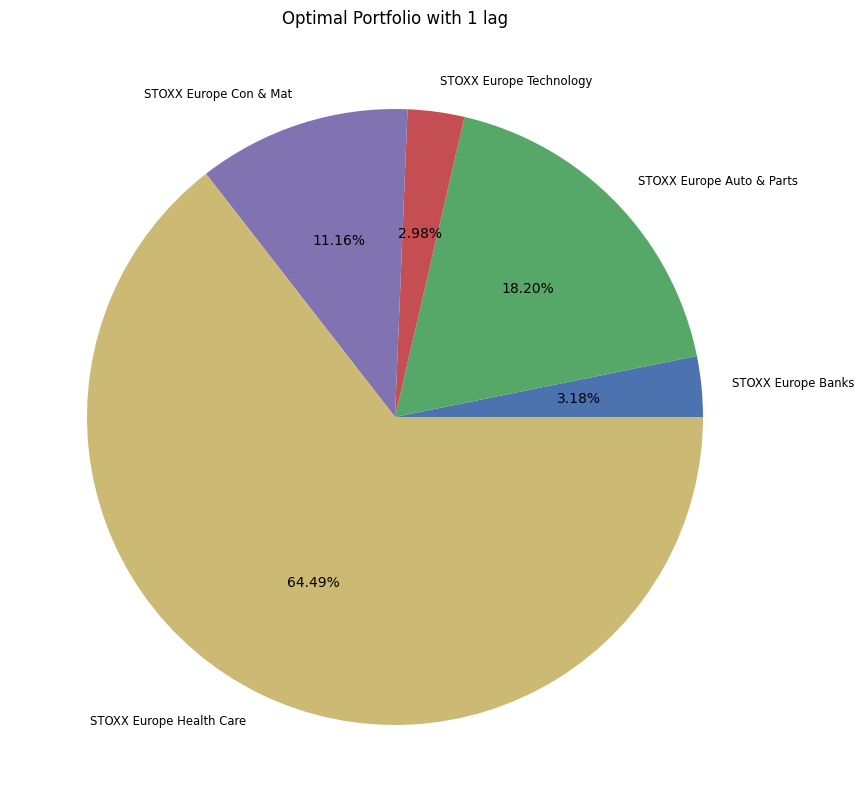 Optimal Portfolio with 1 lag
STOXX Europe Technology
STOXX Europe Con & Mat
STOXX Europe Auto & Parts
2.98%
11.16%
18.20%
STOXX Europe Banks
3.18%
64.49%
STOXX Europe Health Care